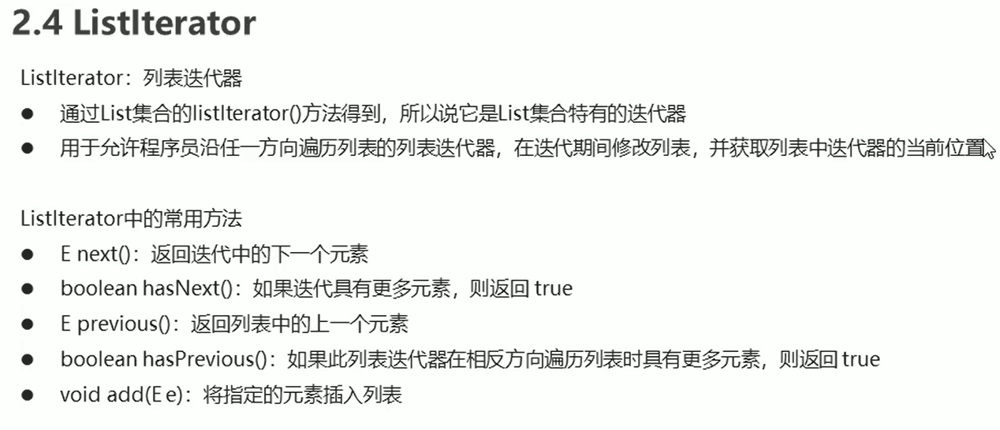 2.4 ListIterator
ListIterator：列表迭代器
● 通过List集合的listIterator()方法得到，所以说它是List集合特有的迭代器
● 用于允许程序员沿任一方向遍历列表的列表迭代器，在迭代期间修改列表，并获取列表中迭代器的当前位置
ListIterator中的常用方法
● E next()：返回迭代中的下一个元素
● boolean hasNext()：如果迭代具有更多元素，则返回 true
● E previous()：返回列表中的上一个元素
● boolean hasPrevious()：如果此列表迭代器在相反方向遍历列表时具有更多元素，则返回 true
● void add(E e)：将指定的元素插入列表